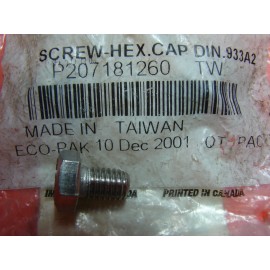 SCREW-HEX.CAP DIN.933A2
P207181260 TW
MADE IN TAIWAN
ECO-PAK 10 Dec 2001
PRINTED IN CANADA